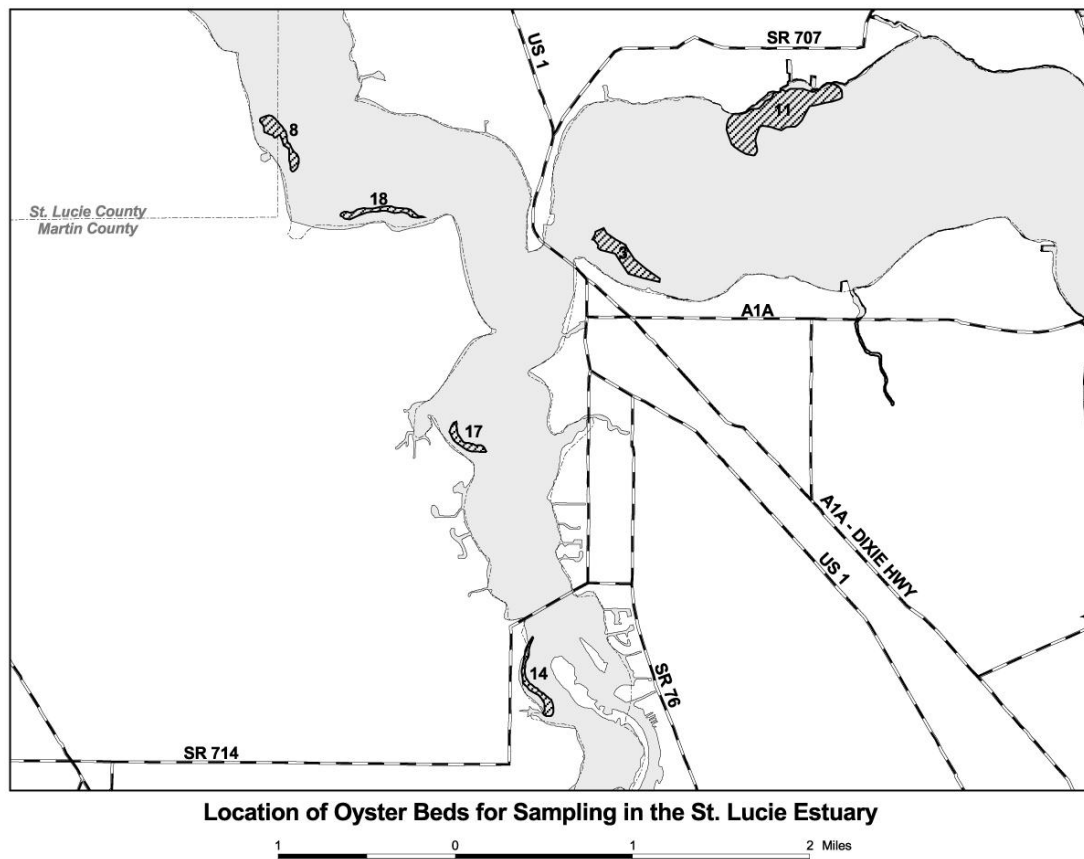 US 1
SR 707
11
8
18
St. Lucie County
Martin County
3
A1A
17
A1A - DIXIE HWY
US 1
14
SR 76
SR 714
Location of Oyster Beds for Sampling in the St. Lucie Estuary
1 0 1 2 Miles